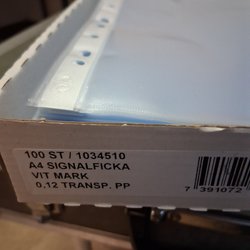 100 ST / 1034510
A4 SIGNALFICKA
VIT MARK
0.12 TRANSP. PP
7 391072